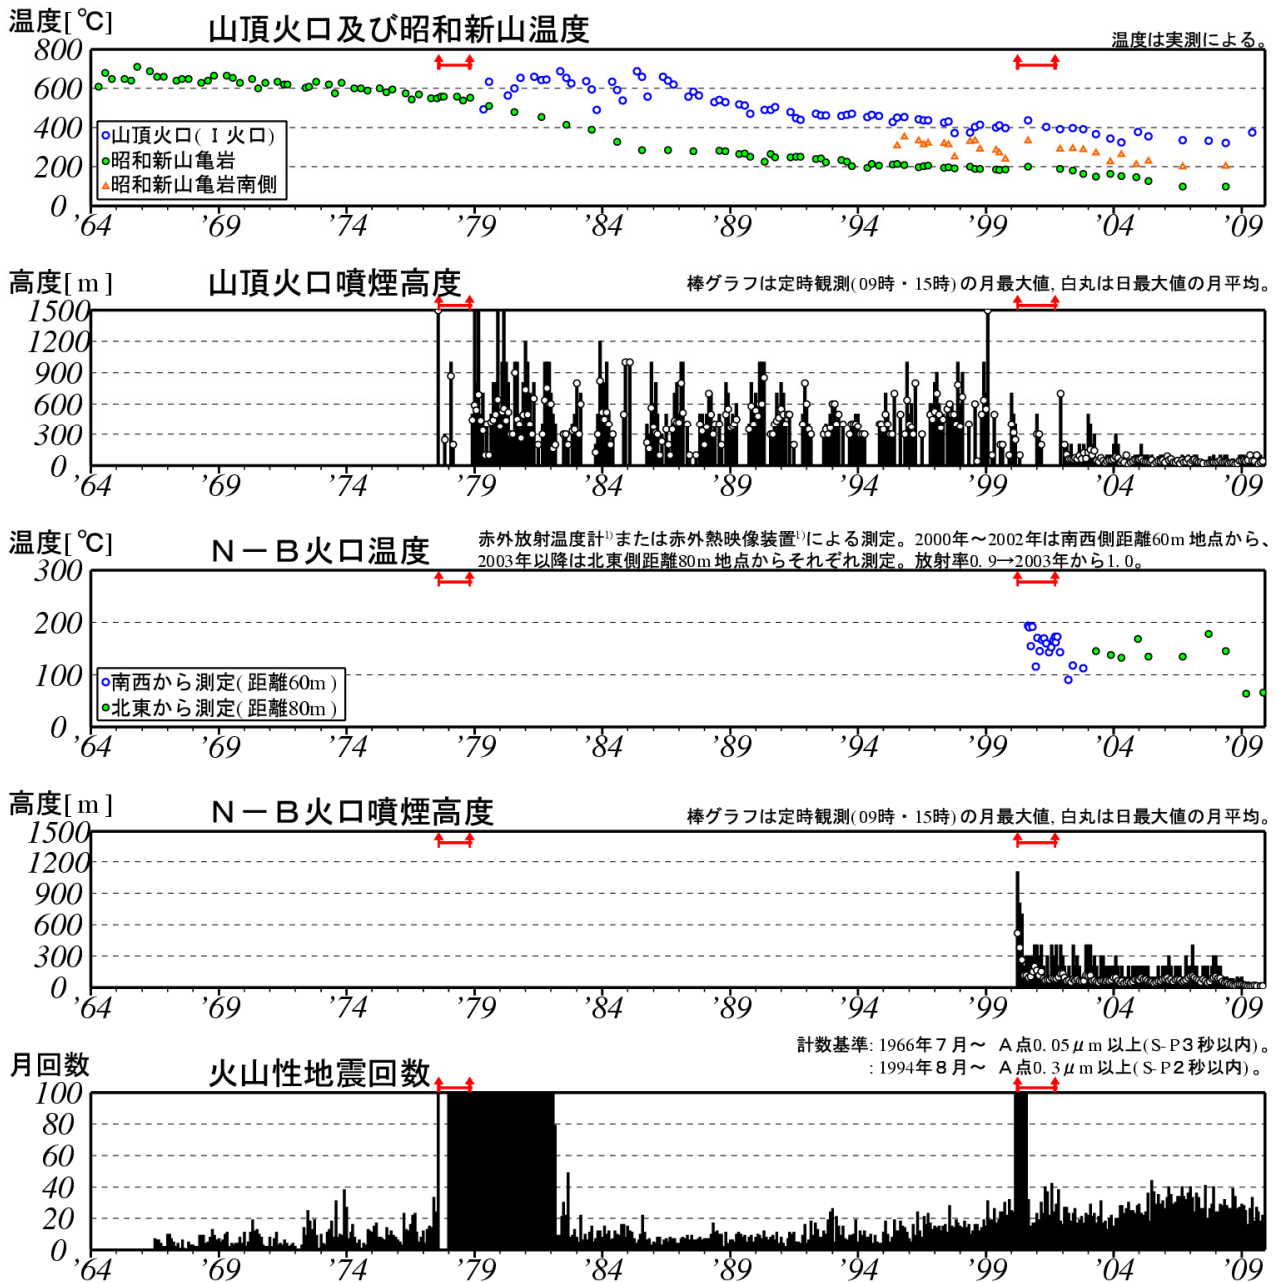 温度[℃]
山頂火口及び昭和新山温度
温度は実測による。
800
600
400
200
0
山頂火口(Ⅰ火口)
昭和新山亀岩
昭和新山亀岩南側
'64 '69 '74 '79 '84 '89 '94 '99 '04 '09
高度[m]
山頂火口噴煙高度
棒グラフは定時観測(09時・15時)の月最大値,白丸は日最大値の月平均。
1500
1200
900
600
300
0
'64 '69 '74 '79 '84 '89 '94 '99 '04 '09
温度[℃]
N－B火口温度
赤外放射温度計1)または赤外熱映像装置1)による測定。2000年～2002年は南西側距離60m地点から、
2003年以降は北東側距離80m地点からそれぞれ測定。放射率0.9→2003年から1.0。
300
200
100
0
南西から測定(距離60m)
北東から測定(距離80m)
'64 '69 '74 '79 '84 '89 '94 '99 '04 '09
高度[m]
N－B火口噴煙高度
棒グラフは定時観測(09時・15時)の月最大値,白丸は日最大値の月平均。
1500
1200
900
600
300
0
'64 '69 '74 '79 '84 '89 '94 '99 '04 '09
月回数
火山性地震回数
計数基準: 1966年7月～ A点0.05μm以上(S-P3秒以内)。
: 1994年8月～ A点0.3μm以上(S-P2秒以内)。
100
80
60
40
20
0
'64 '69 '74 '79 '84 '89 '94 '99 '04 '09